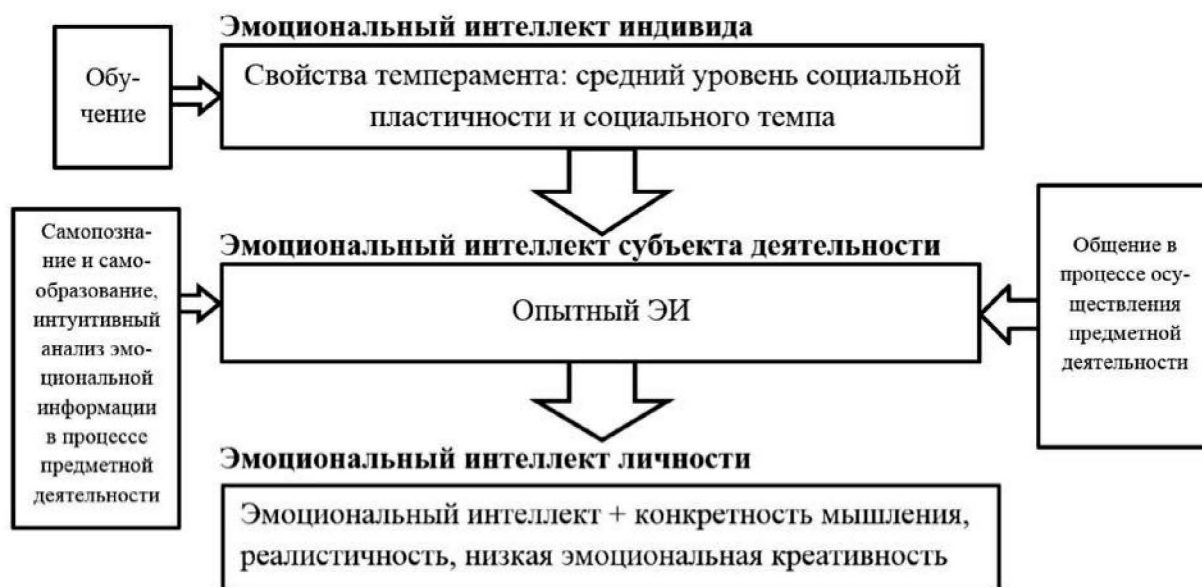 Эмоциональный интеллект индивида
Обу-
чение
Свойства темперамента: средний уровень социальной
пластичности и социального темпа
Самопозна-
ние и само-
образование,
интуитивный
анализ эмо-
циональной
информации
в процессе
предметной
деятельности
Эмоциональный интеллект субъекта деятельности
Опытный ЭИ
Общение в
процессе осу-
ществления
предметной
деятельности
Эмоциональный интеллект личности
Эмоциональный интеллект + конкретность мышления,
реалистичность, низкая эмоциональная креативность